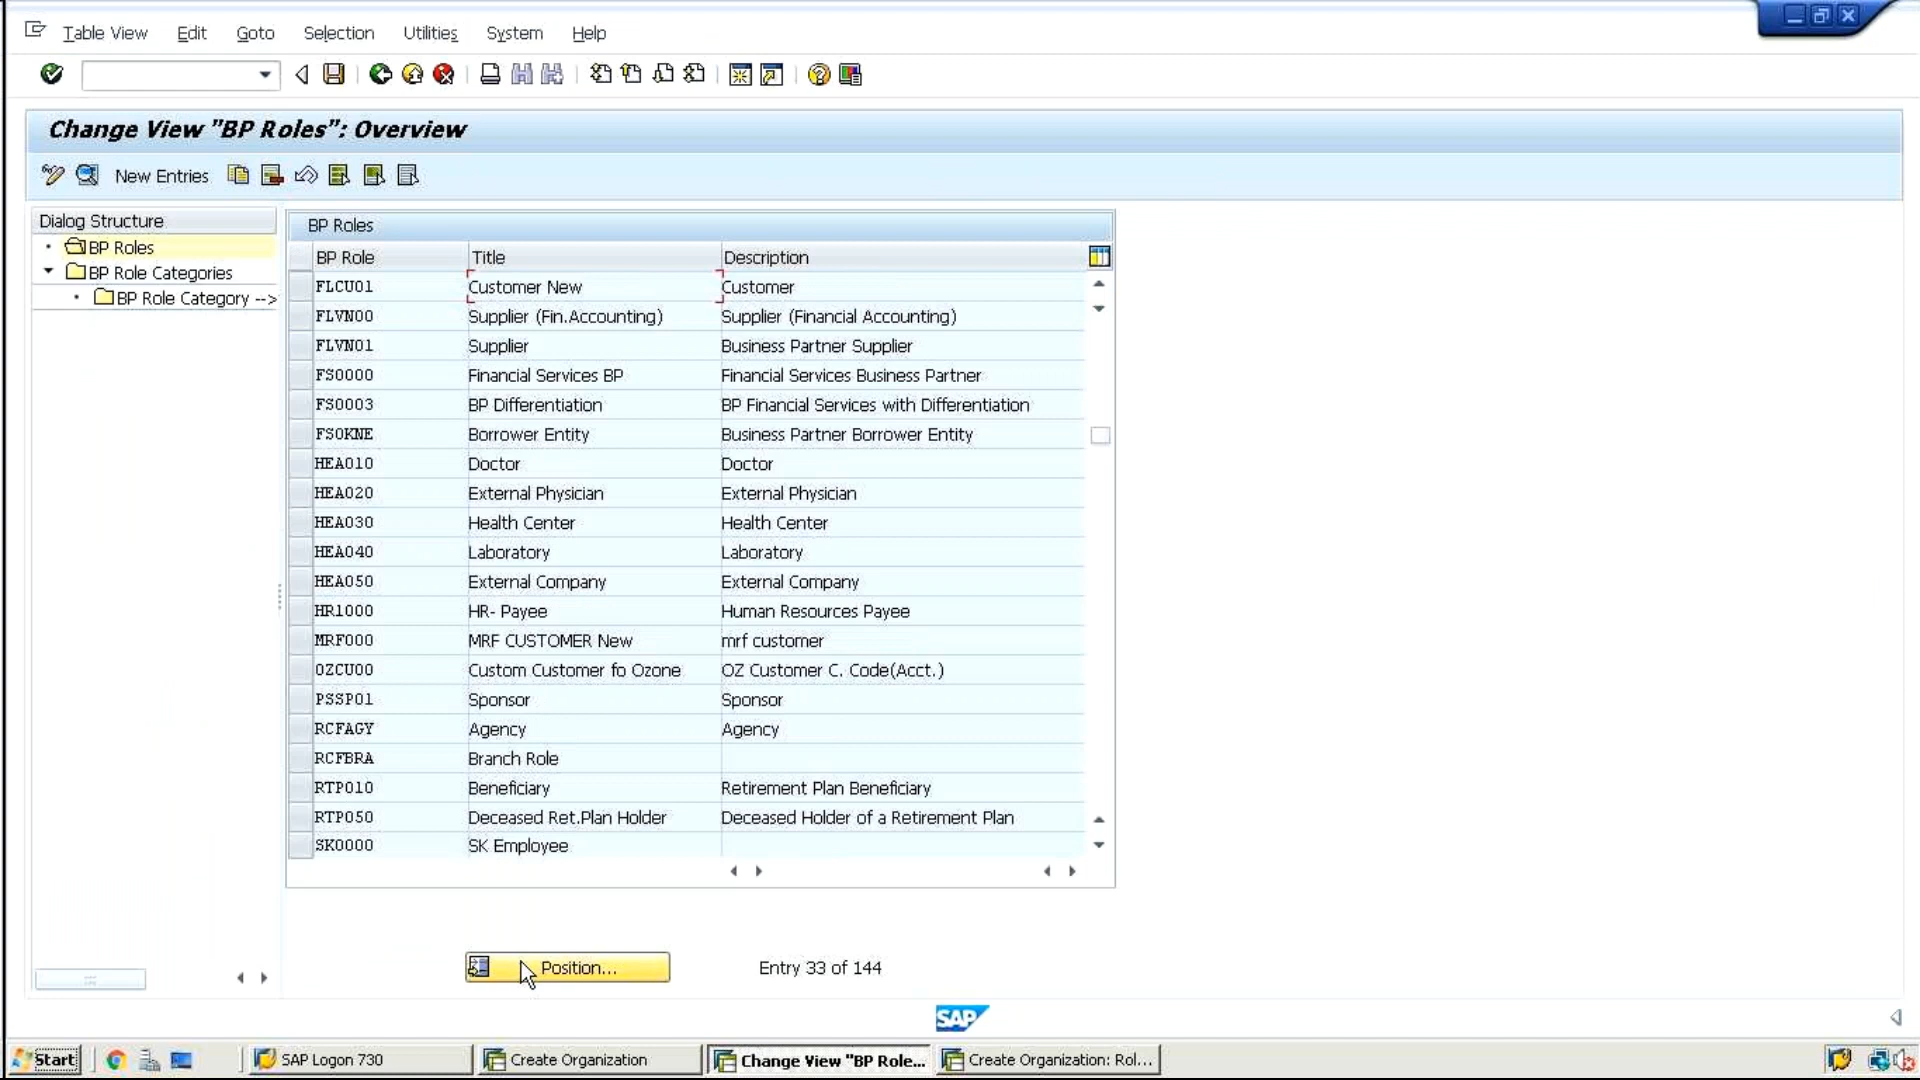 Table View Edit Goto Selection Utilities System Help
Change View "BP Roles": Overview
New Entries
Dialog Structure
BP Roles
BP Role Categories
BP Role Category -->
BP Roles
BP Role Title Description
FLCU01 Customer New Customer
FLVN00 Supplier (Fin.Accounting) Supplier (Financial Accounting)
FLVN01 Supplier Business Partner Supplier
FS0000 Financial Services BP Financial Services Business Partner
FS0003 BP Differentiation BP Financial Services with Differentiation
FS0KNE Borrower Entity Business Partner Borrower Entity
HEA010 Doctor Doctor
HEA020 External Physician External Physician
HEA030 Health Center Health Center
HEA040 Laboratory Laboratory
HEA050 External Company External Company
HR1000 HR- Payee Human Resources Payee
MRF000 MRF CUSTOMER New mrf customer
OZCU00 Custom Customer fo Ozone OZ Customer C. Code(Acct.)
PSSP01 Sponsor Sponsor
RCFAGY Agency Agency
RCFBRA Branch Role
RTP010 Beneficiary Retirement Plan Beneficiary
RTP050 Deceased Ret.Plan Holder Deceased Holder of a Retirement Plan
SK0000 SK Employee
Position... Entry 33 of 144
SAP
Start SAP Logon 730 Create Organization Change View "BP Role... Create Organization: Rol...